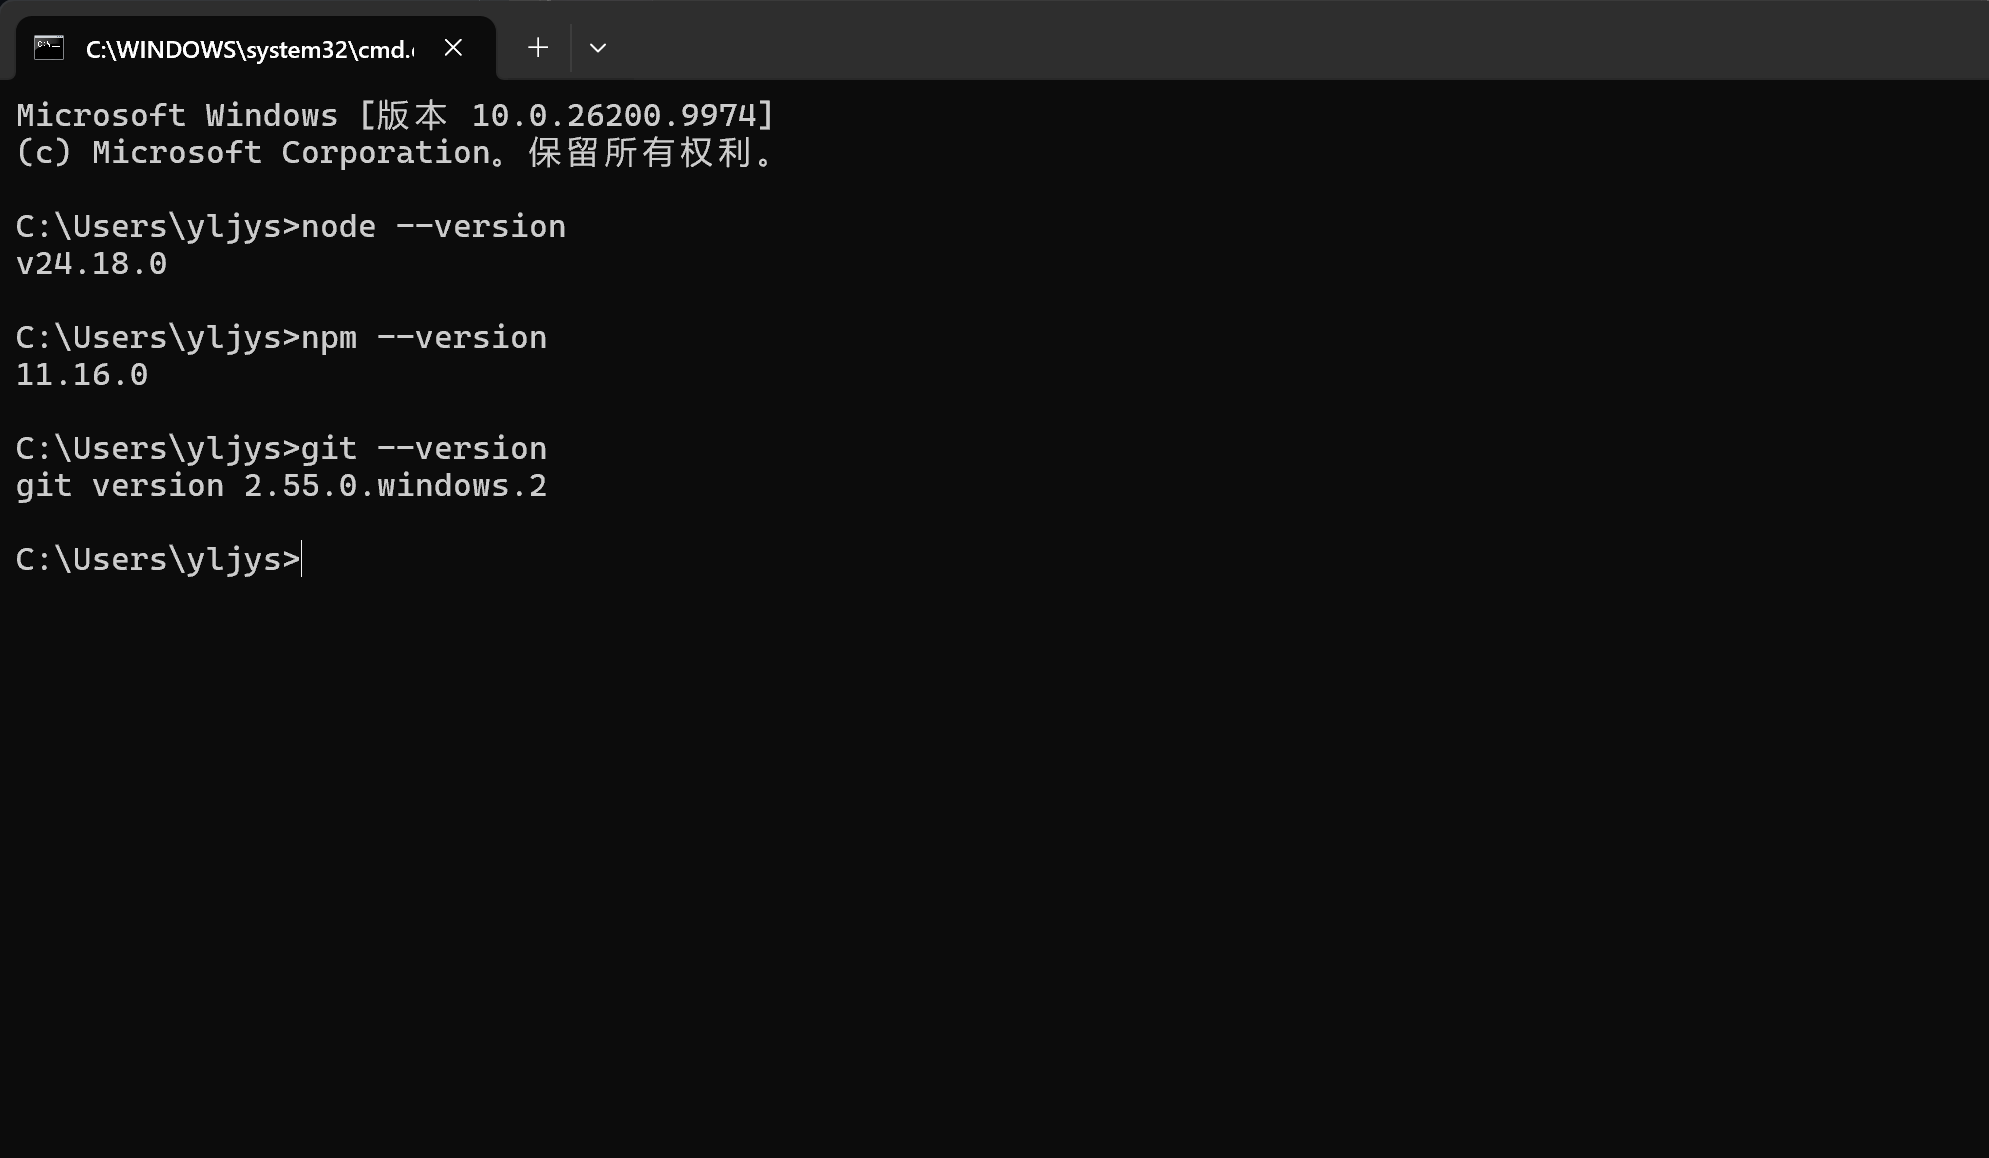 C:\WINDOWS\system32\cmd.
Microsoft Windows [版本 10.0.26200.9974]
(c) Microsoft Corporation。保留所有权利。
C:\Users\yljys>node --version
v24.18.0
C:\Users\yljys>npm --version
11.16.0
C:\Users\yljys>git --version
git version 2.55.0.windows.2
C:\Users\yljys>